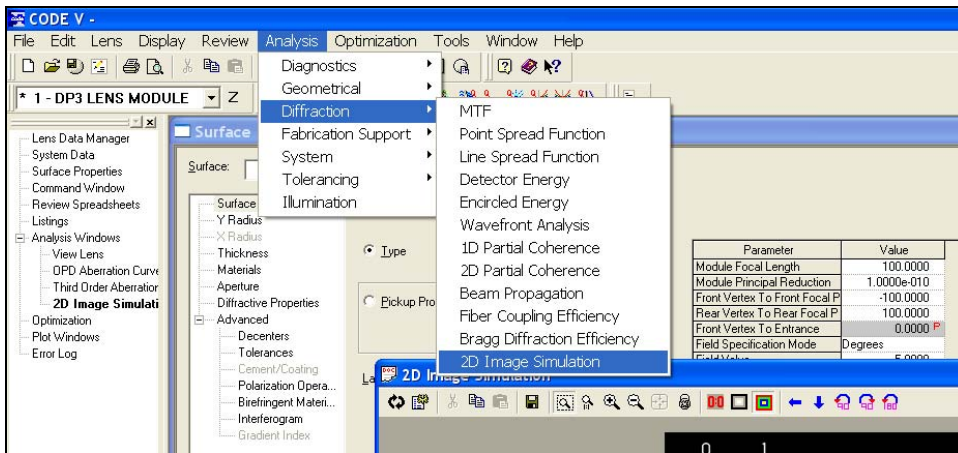 CODE V -
File Edit Lens Display Review Analysis Optimization Tools Window Help
* 1 - DP3 LENS MODULE
Z
Diagnostics
Geometrical
Diffraction
Fabrication Support
System
Tolerancing
Illumination
MTF
Point Spread Function
Line Spread Function
Detector Energy
Encircled Energy
Wavefront Analysis
1D Partial Coherence
2D Partial Coherence
Beam Propagation
Fiber Coupling Efficiency
Bragg Diffraction Efficiency
2D Image Simulation
Lens Data Manager
System Data
Surface Properties
Command Window
Review Spreadsheets
Listings
Analysis Windows
View Lens
OPD Aberration Curve
Third Order Aberration
2D Image Simulati
Optimization
Plot Windows
Error Log
Surface
Surface:
Surface
Y Radius
X Radius
Thickness
Materials
Aperture
Diffractive Properties
Advanced
Decenters
Tolerances
Cement/Coating
Polarization Opera...
Birefringent Materi...
Interferogram
Gradient Index
Type
Pickup Pro
La
Parameter Value
Module Focal Length 100.0000
Module Principal Reduction 1.0000e-010
Front Vertex To Front Focal P -100.0000
Rear Vertex To Rear Focal P 100.0000
Front Vertex To Entrance 0.0000 P
Field Specification Mode Degrees
Field Value 5.0000
2D Image Simulation
0 1